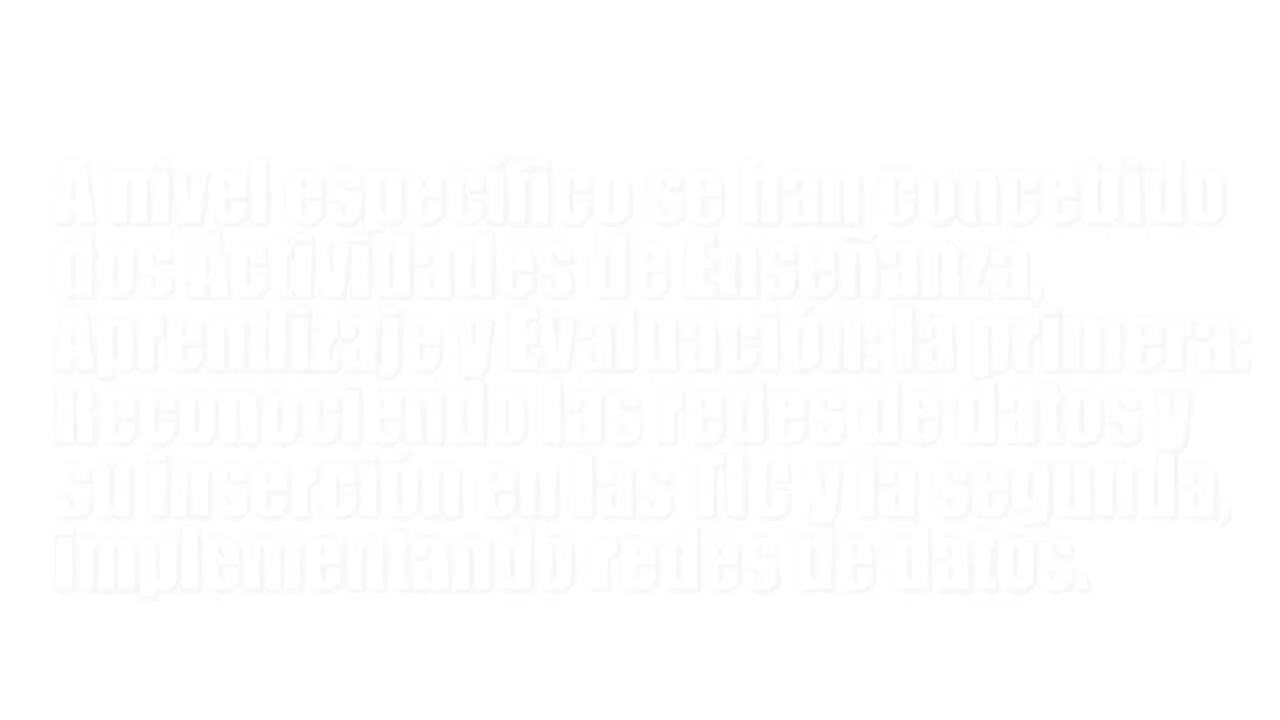 A nivel específico se han concebido
dos Actividades de Enseñanza,
Aprendizaje y Evaluación: la primera:
Reconociendo las redes de datos y
su inserción en las TIC y la segunda,
implementando redes de datos.